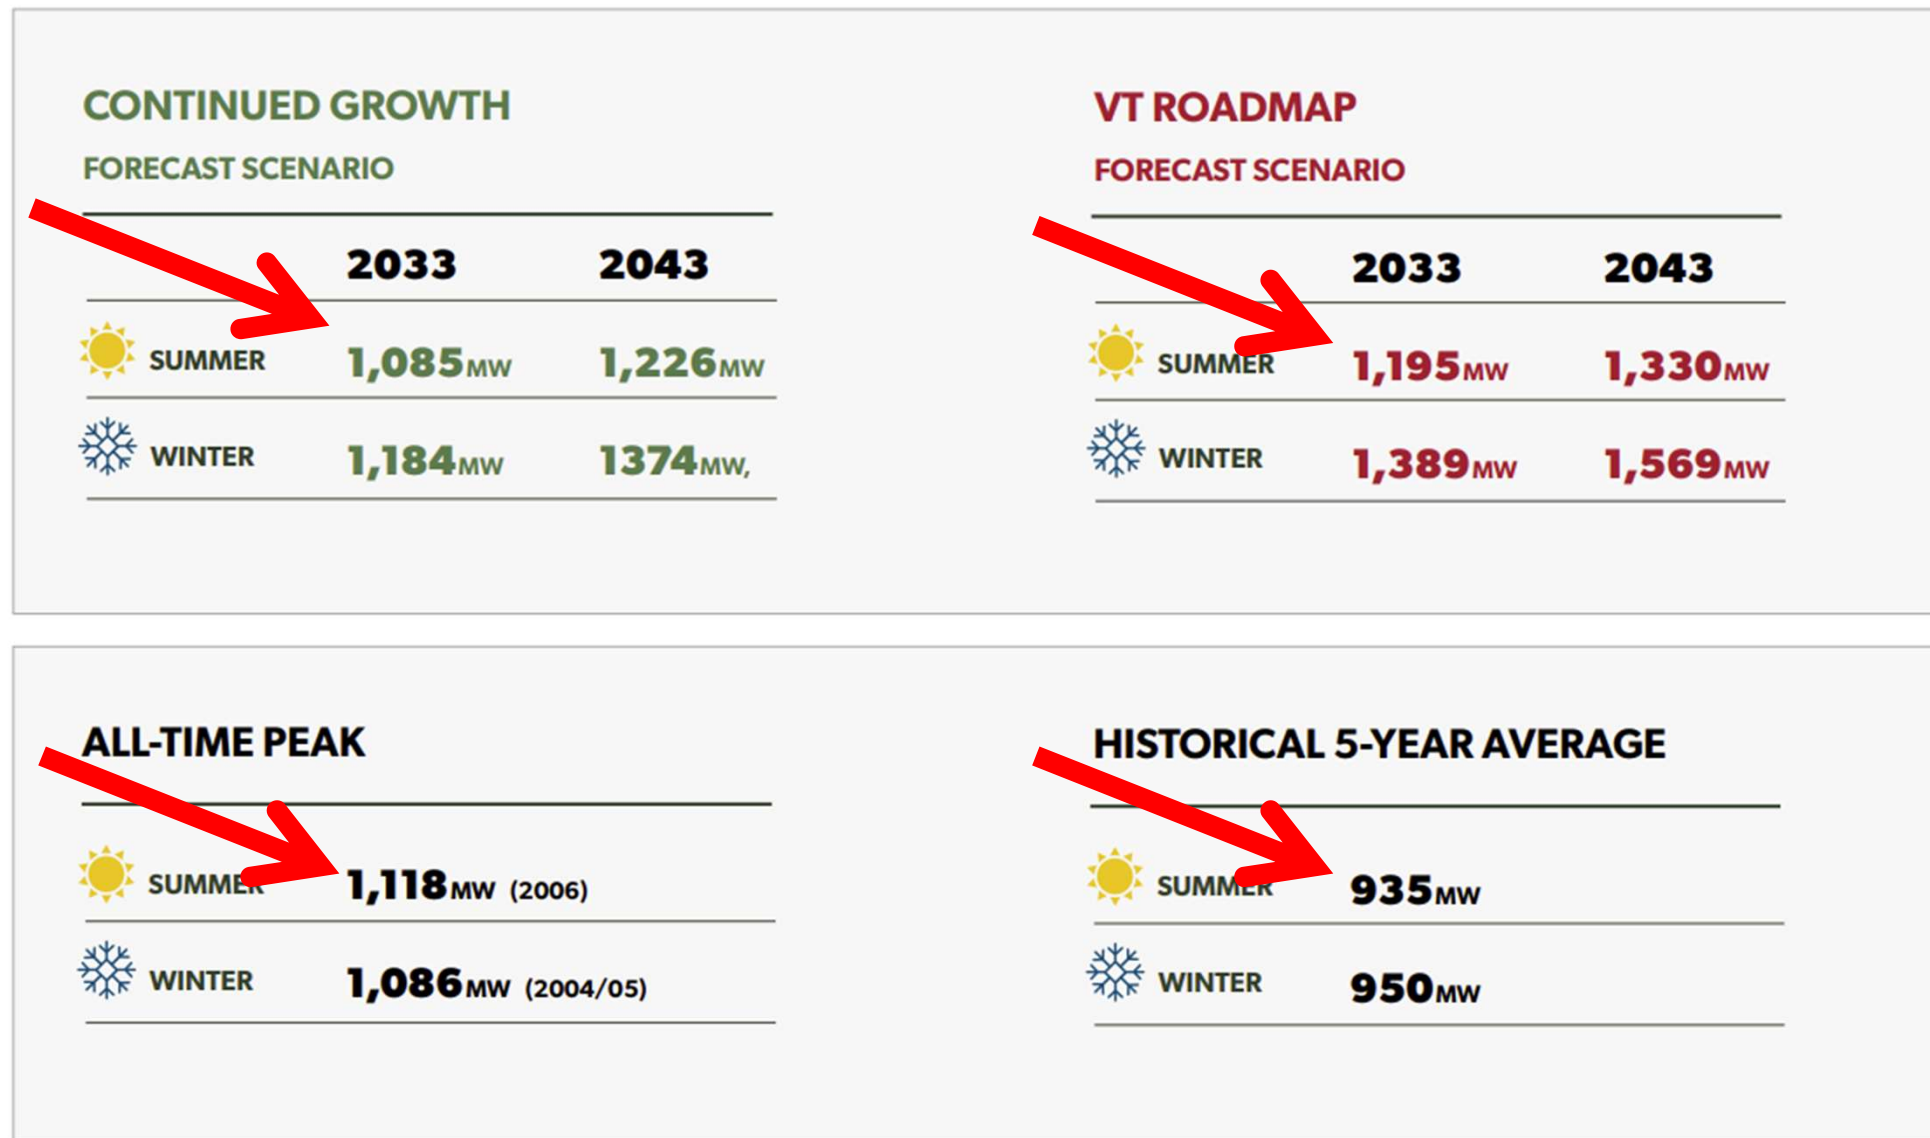 CONTINUED GROWTH
FORECAST SCENARIO
2033 2043
SUMMER 1,085MW 1,226MW
WINTER 1,184MW 1374MW,
VT ROADMAP
FORECAST SCENARIO
2033 2043
SUMMER 1,195MW 1,330MW
WINTER 1,389MW 1,569MW
ALL-TIME PEAK
SUMMER 1,118MW (2006)
WINTER 1,086MW (2004/05)
HISTORICAL 5-YEAR AVERAGE
SUMMER 935MW
WINTER 950MW